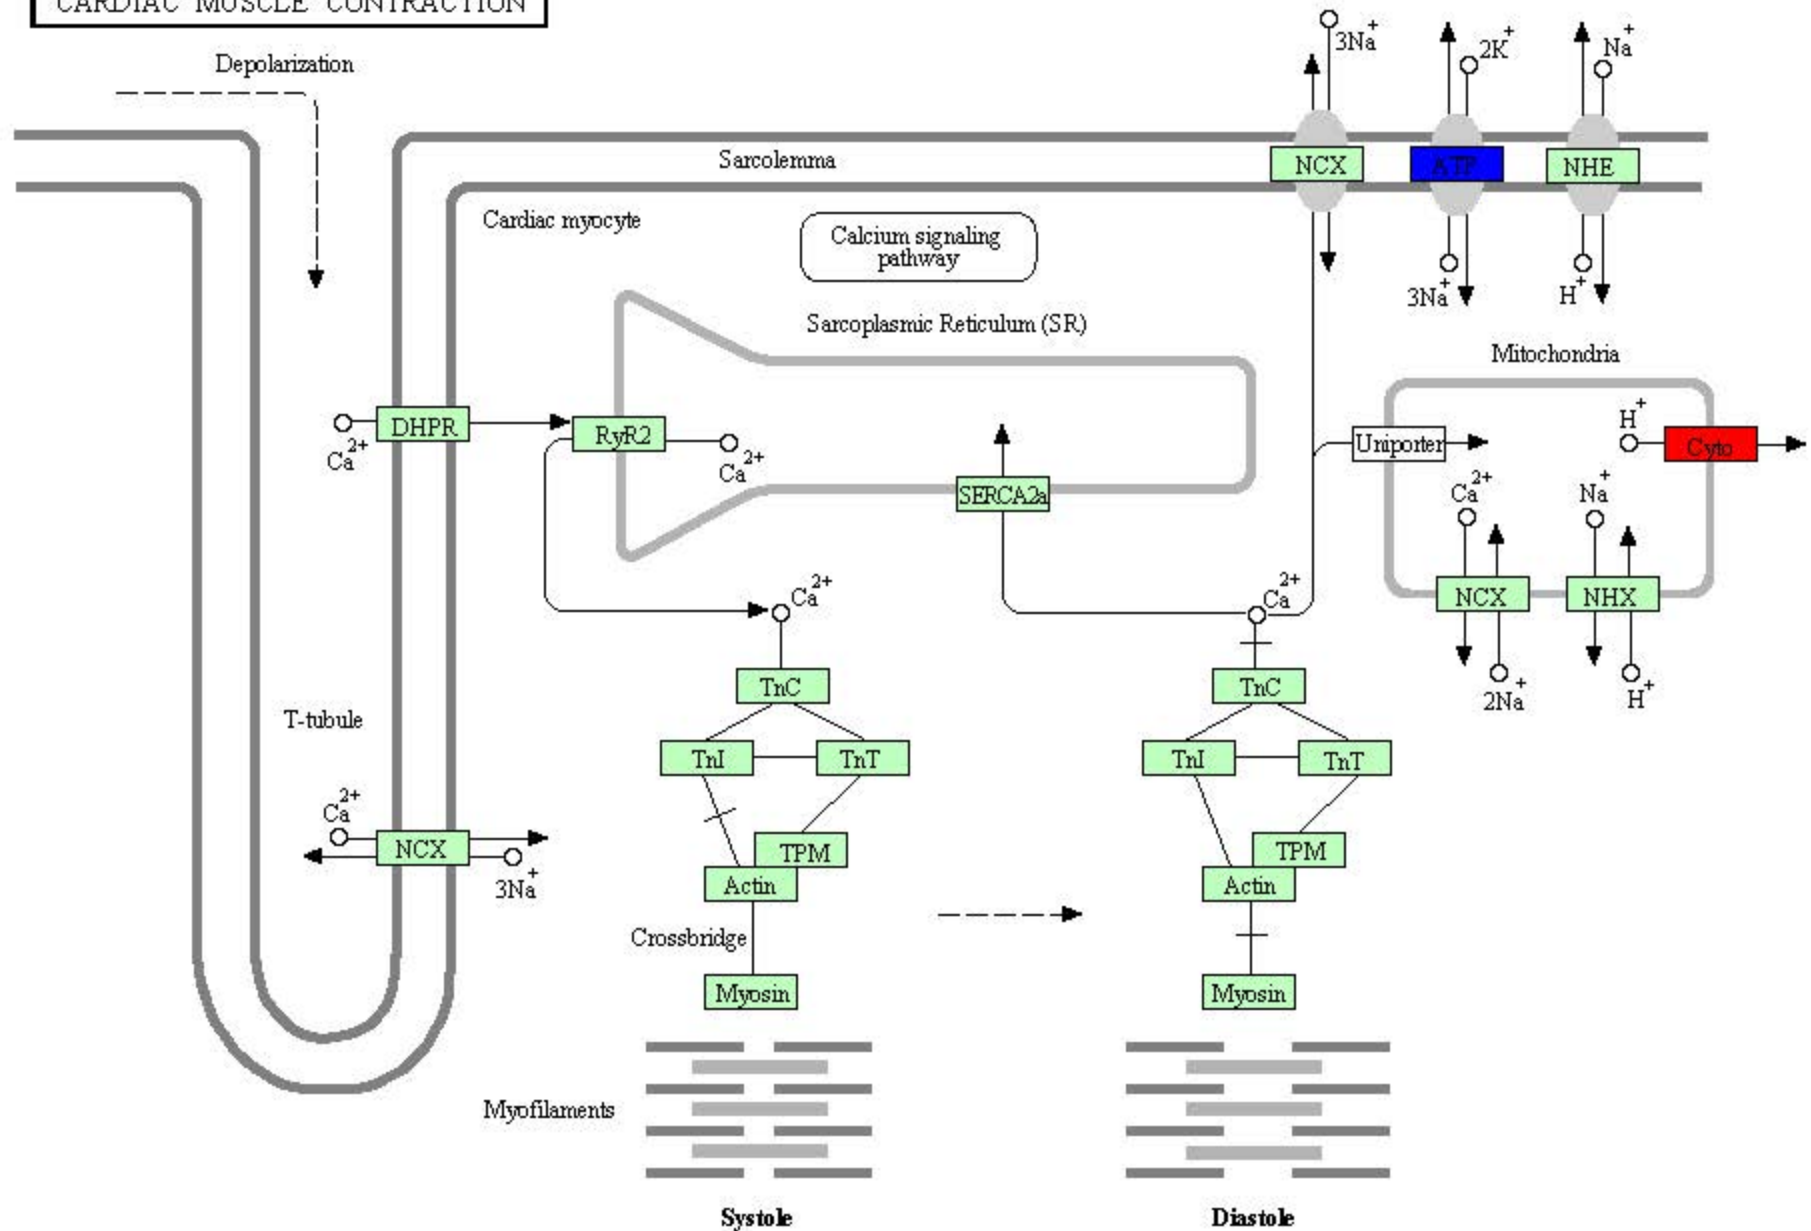 CARDIAC MUSCLE CONTRACTION
Depolarization
3Na+
2K+
Na+
Sarcolemma
NCX
ATP
NHE
Cardiac myocyte
Calcium signaling
pathway
3Na+
H+
Sarcoplasmic Reticulum (SR)
Mitochondria
DHPR
Ca2+
RyR2
Ca2+
Uniporter
H+
Cyto
SERCA2a
Ca2+
Na+
Ca2+
Ca2+
NCX
NHX
2Na+
H+
TnC
TnC
T-tubule
TnI
TnT
TnI
TnT
Ca2+
NCX
3Na+
TPM
Actin
TPM
Actin
Crossbridge
Myosin
Myosin
Myofilaments
Systole
Diastole